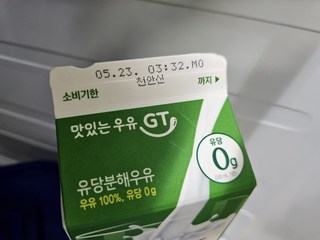 05.23. 03:32.MO
천안신
소비기한
까지 ▶
맛있는 우유 GT
유당
0g
유당분해우유
우유 100%, 유당 0g